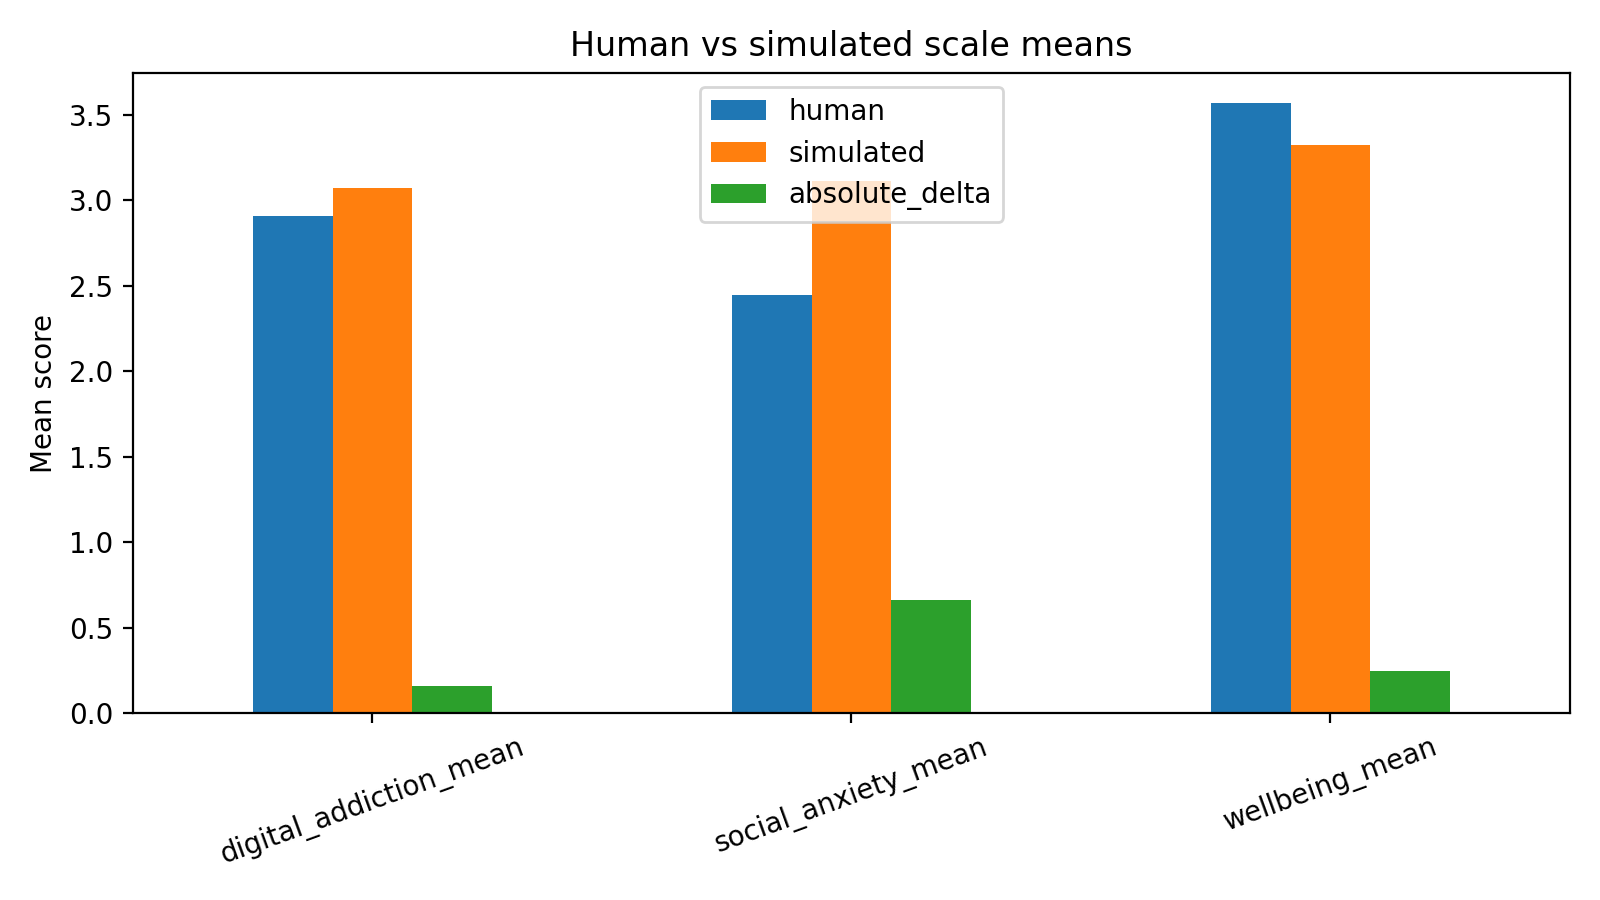 Human vs simulated scale means
human
simulated
absolute_delta
Mean score
3.5
3.0
2.5
2.0
1.5
1.0
0.5
0.0
digital_addiction_mean
social_anxiety_mean
wellbeing_mean